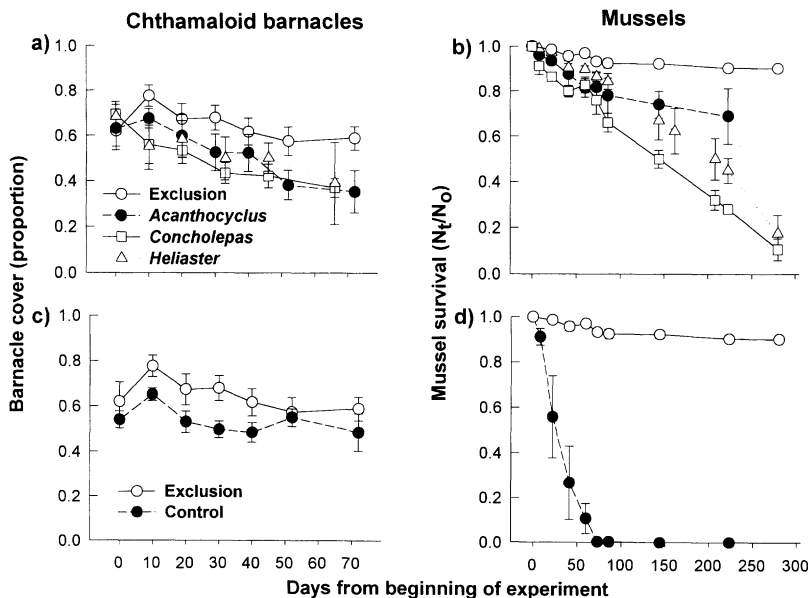 Chthamaloid barnacles
Mussels
a)
b)
1.0
0.8
0.6
0.4
0.2
0.0
Exclusion
Acanthocyclus
Concholepas
Heliaster
1.0
0.8
0.6
0.4
0.2
0.0
c)
d)
1.0
0.8
0.6
0.4
0.2
0.0
Exclusion
Control
1.0
0.8
0.6
0.4
0.2
0.0
Barnacle cover (proportion)
Mussel survival (Nt/No)
0 10 20 30 40 50 60 70
0 50 100 150 200 250 300
Days from beginning of experiment